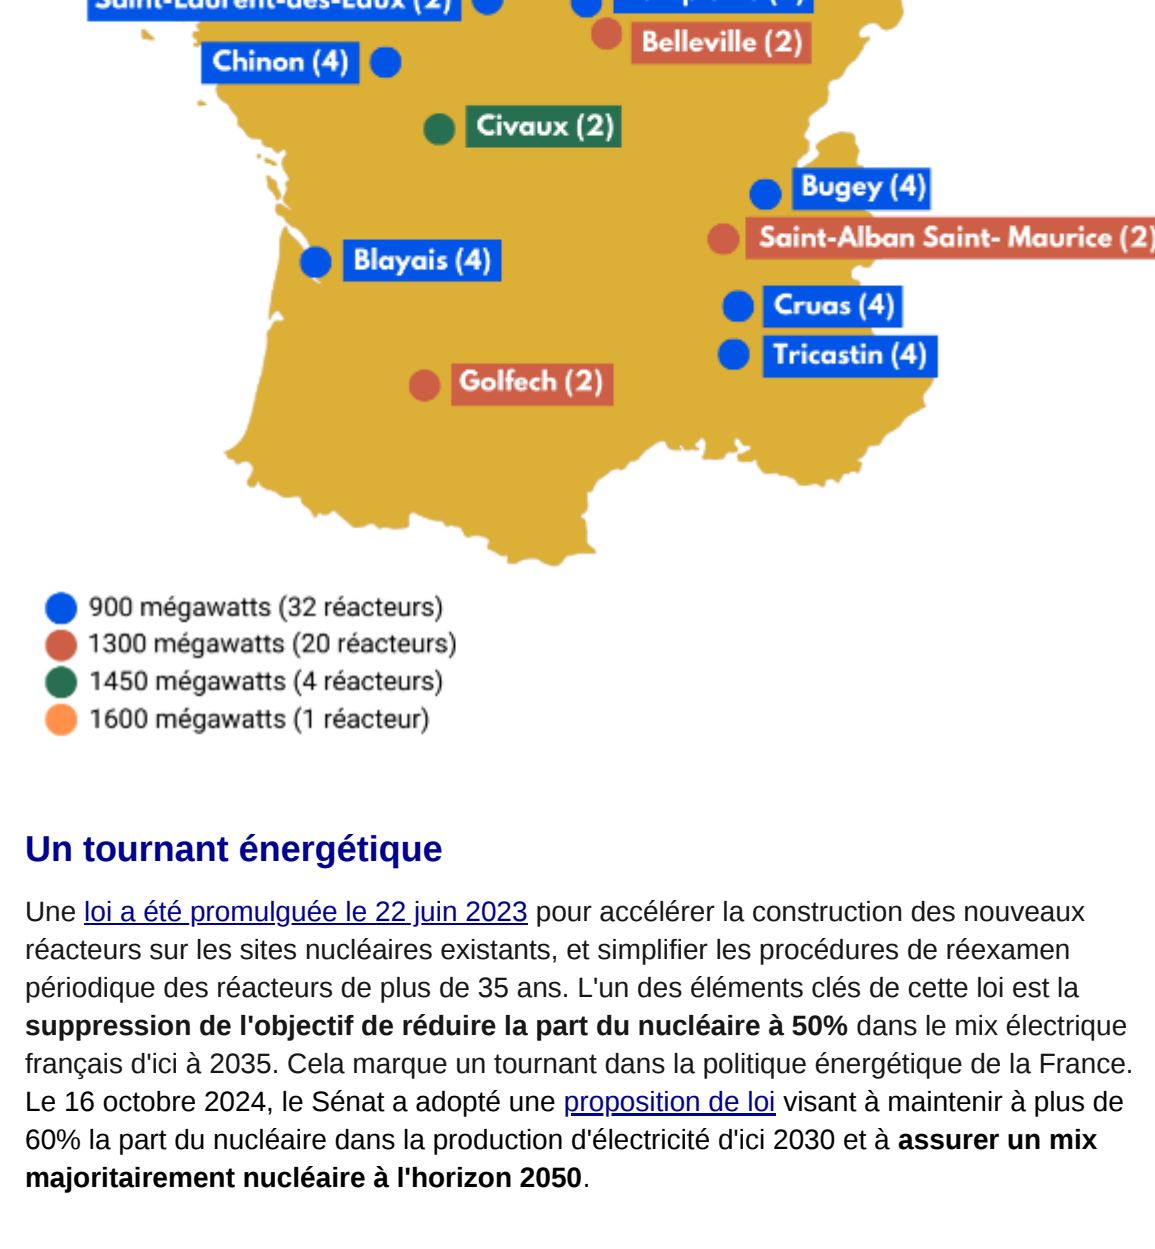 Saint-Laurent-des-Eaux (2)
Belleville (2)
Chinon (4)
Civaux (2)
Bugey (4)
Saint-Alban Saint- Maurice (2)
Blayais (4)
Cruas (4)
Tricastin (4)
Golfech (2)
900 mégawatts (32 réacteurs)
1300 mégawatts (20 réacteurs)
1450 mégawatts (4 réacteurs)
1600 mégawatts (1 réacteur)
Un tournant énergétique
Une loi a été promulguée le 22 juin 2023 pour accélérer la construction des nouveaux
réacteurs sur les sites nucléaires existants, et simplifier les procédures de réexamen
périodique des réacteurs de plus de 35 ans. L'un des éléments clés de cette loi est la
suppression de l'objectif de réduire la part du nucléaire à 50% dans le mix électrique
français d'ici à 2035. Cela marque un tournant dans la politique énergétique de la France.
Le 16 octobre 2024, le Sénat a adopté une proposition de loi visant à maintenir à plus de
60% la part du nucléaire dans la production d'électricité d'ici 2030 et à assurer un mix
majoritairement nucléaire à l'horizon 2050.